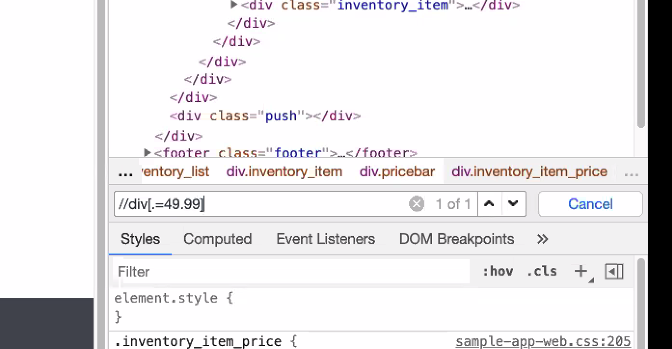 ▶<div class="inventory_item">…</div>
</div>
</div>
</div>
</div>
</div>
<div class="push"></div>
</div>
▶<footer class="footer">…</footer>
… ventory_list div.inventory_item div.pricebar div.inventory_item_price …
//div[.=49.99] 1 of 1 Cancel
Styles Computed Event Listeners DOM Breakpoints »
Filter :hov .cls +
element.style {
}
.inventory_item_price { sample-app-web.css:205